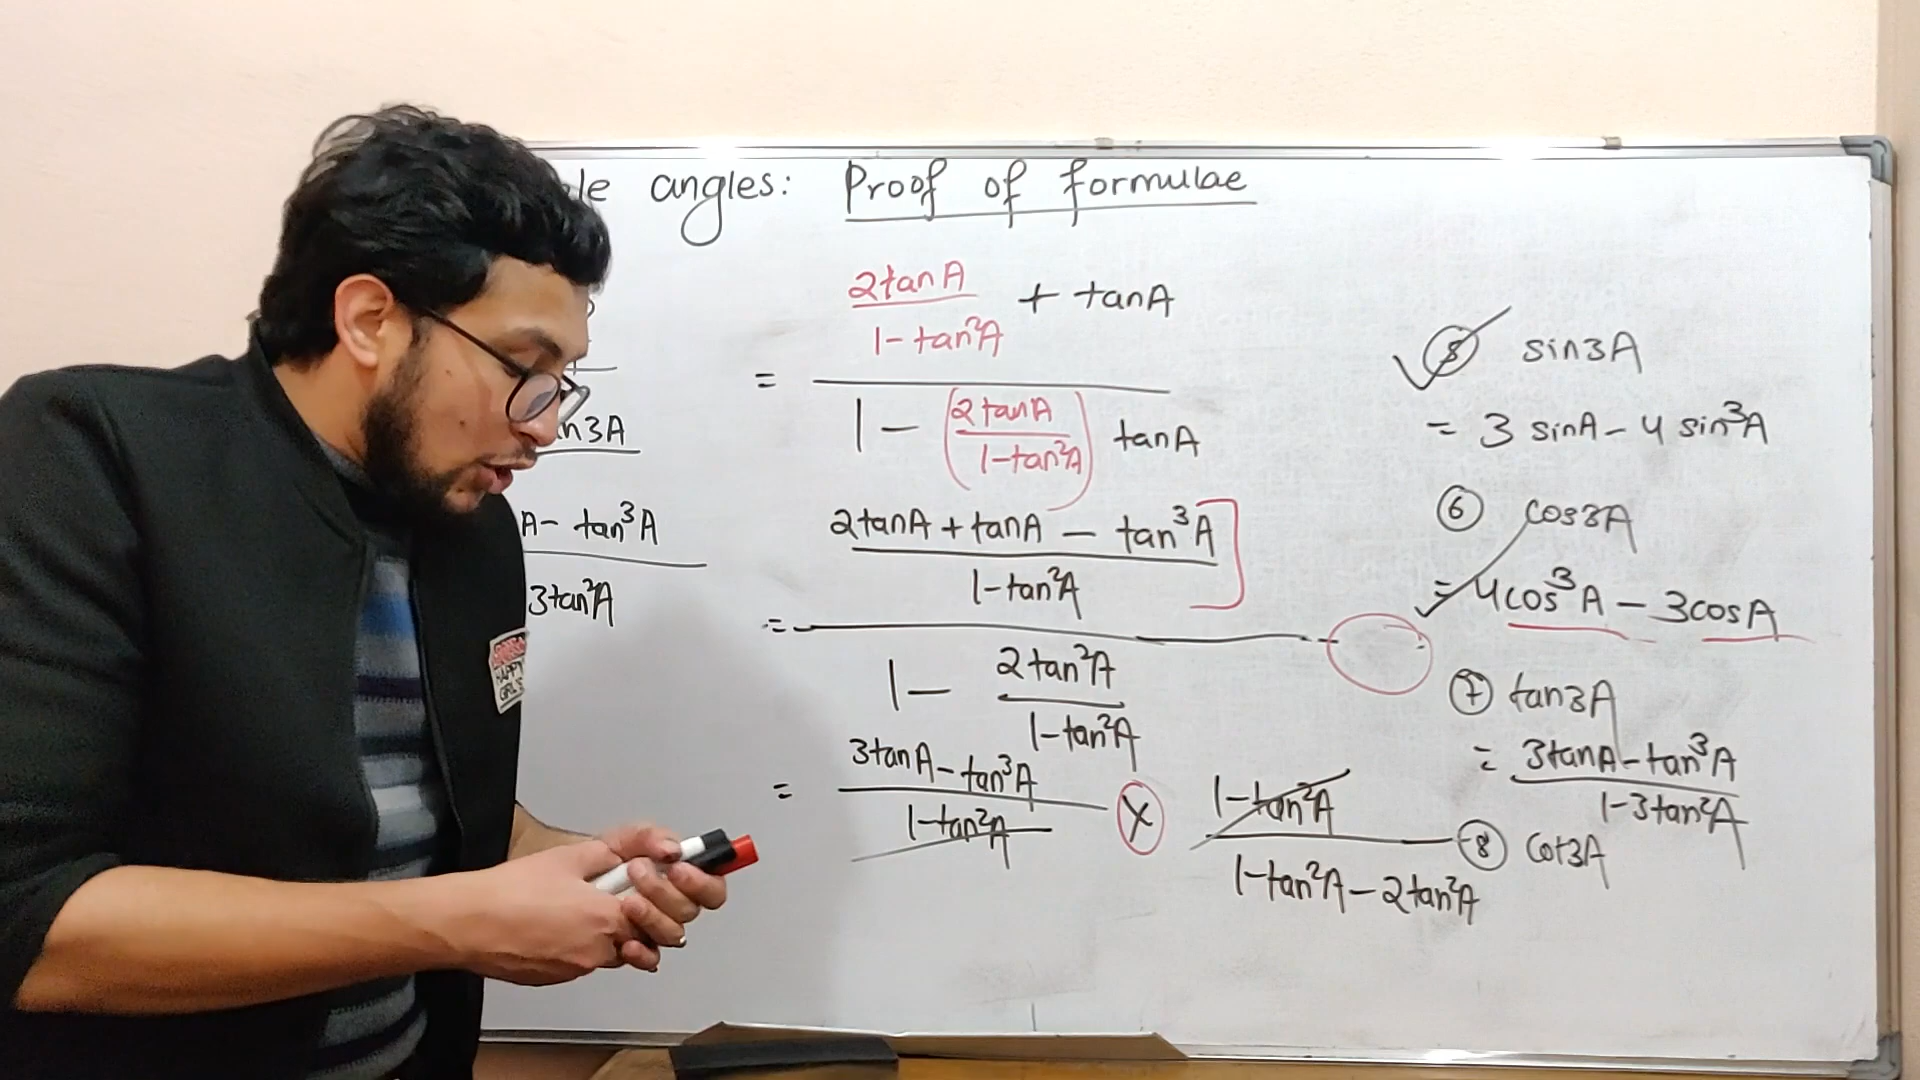 angles: Proof of formulae
n3A
A - tan³A
3tan²A
2tanA
1-tan²A
+ tanA
=
1 - (2tanA / 1-tan²A) tanA
2tanA + tanA - tan³A
1-tan²A
=
1 - 2tan²A
1-tan²A
= 3tanA - tan³A × 1-tan²A
1-tan²A 1-tan²A - 2tan²A
sin3A
= 3 sinA - 4 sin³A
⑥ cos3A
= 4cos³A - 3cosA
⑦ tan3A
= 3tanA - tan³A
1-3tan²A
⑧ cot3A
HAPPY